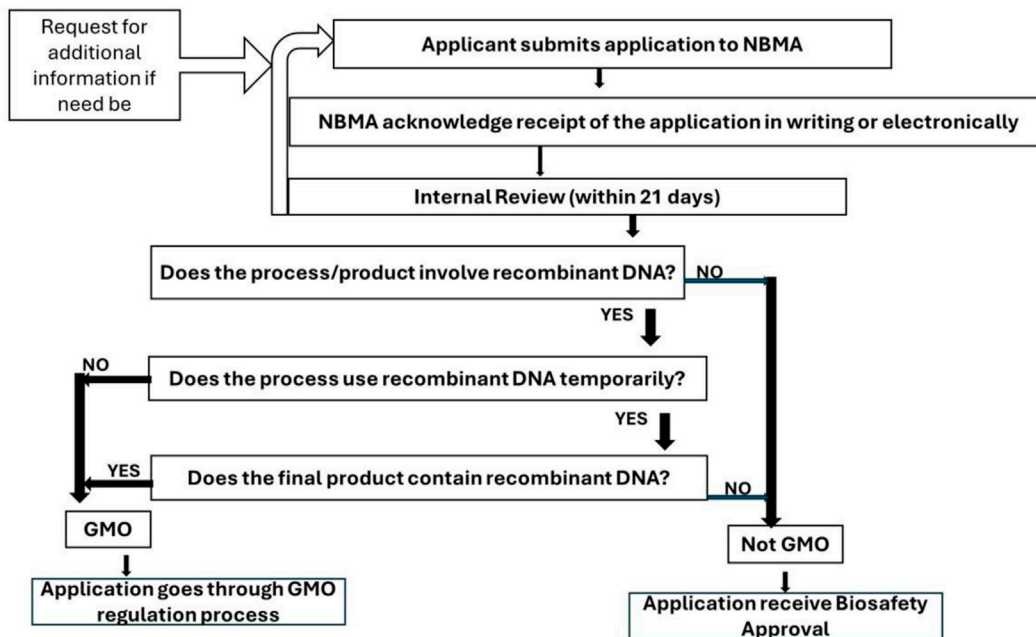 Request for
additional
information if
need be
Applicant submits application to NBMA
NBMA acknowledge receipt of the application in writing or electronically
Internal Review (within 21 days)
Does the process/product involve recombinant DNA?
NO
YES
NO
Does the process use recombinant DNA temporarily?
YES
YES
Does the final product contain recombinant DNA?
NO
GMO
Not GMO
Application goes through GMO
regulation process
Application receive Biosafety
Approval